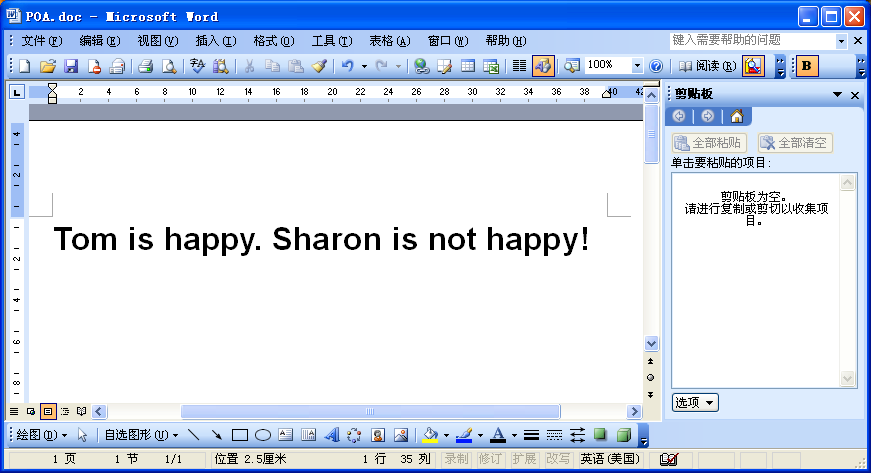 POA.doc - Microsoft Word
文件(F) 编辑(E) 视图(V) 插入(I) 格式(O) 工具(T) 表格(A) 窗口(W) 帮助(H) 键入需要帮助的问题
100% 阅读(R) B
2 4 6 8 10 12 14 16 18 20 22 24 26 28 30 32 34 36 38 40 42
剪贴板
全部粘贴 全部清空
单击要粘贴的项目:
剪贴板为空。
请进行复制或剪切以收集项
目。
4
2
2
4
6
8
Tom is happy. Sharon is not happy!
选项
绘图(D) 自选图形(U)
1 页 1 节 1/1 位置 2.5厘米 1 行 35 列 录制 修订 扩展 改写 英语(美国)